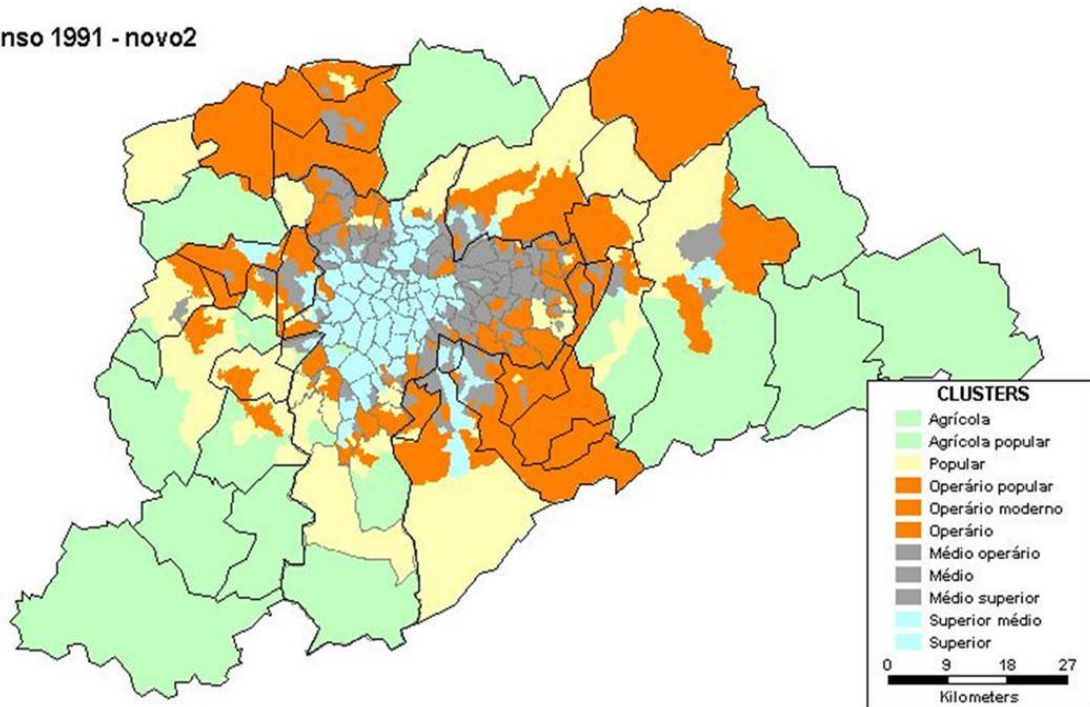 nso 1991 - novo2
CLUSTERS
Agrícola
Agrícola popular
Popular
Operário popular
Operário moderno
Operário
Médio operário
Médio
Médio superior
Superior médio
Superior
0 9 18 27
Kilometers